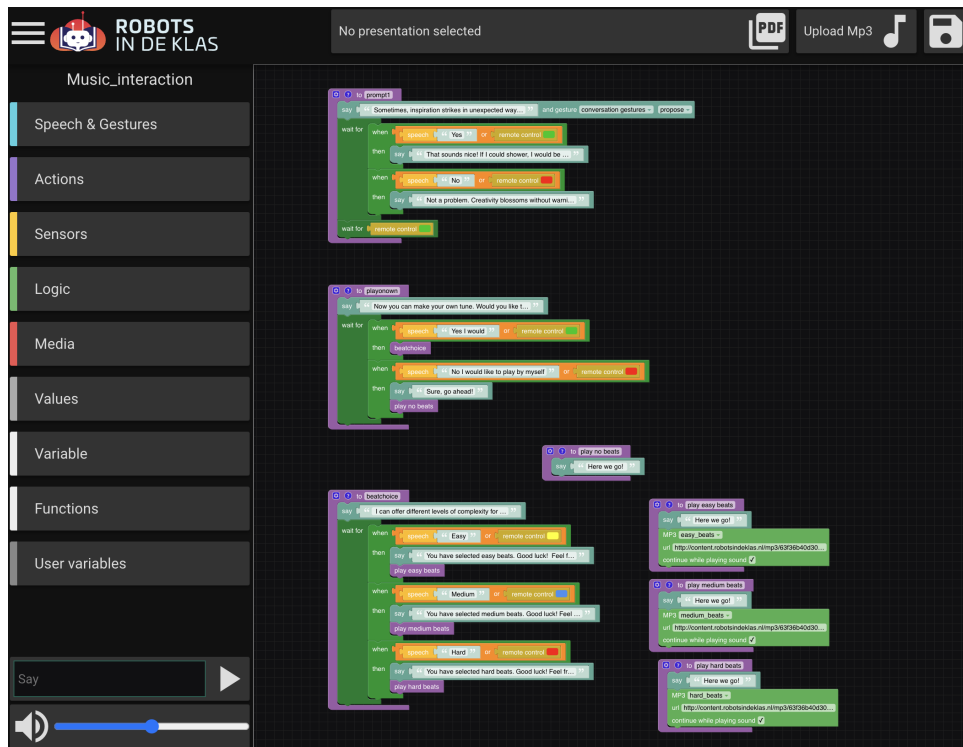 ROBOTS
IN DE KLAS
No presentation selected
PDF
Upload Mp3
Music_interaction
Speech & Gestures
Actions
Sensors
Logic
Media
Values
Variable
Functions
User variables
Say
to prompt1
say “ Sometimes, inspiration strikes in unexpected way... ” and gesture conversation gestures propose
wait for when speech “ Yes ” or remote control
then say “ That sounds nice! If I could shower, I would be ... ”
when speech “ No ” or remote control
then say “ Not a problem. Creativity blossoms without warni... ”
wait for remote control
to playonown
say “ Now you can make your own tune. Would you like t... ”
wait for when speech “ Yes I would ” or remote control
then beatchoice
when speech “ No I would like to play by myself ” or remote control
then say “ Sure, go ahead! ”
play no beats
to play no beats
say “ Here we go! ”
to beatchoice
say “ I can offer different levels of complexity for ... ”
wait for when speech “ Easy ” or remote control
then say “ You have selected easy beats. Good luck! Feel f... ”
play easy beats
when speech “ Medium ” or remote control
then say “ You have selected medium beats. Good luck! Feel ... ”
play medium beats
when speech “ Hard ” or remote control
then say “ You have selected hard beats. Good luck! Feel fr... ”
play hard beats
to play easy beats
say “ Here we go! ”
MP3 easy_beats
url http://content.robotsindeklas.nl/mp3/63f36b40d30...
continue while playing sound
to play medium beats
say “ Here we go! ”
MP3 medium_beats
url http://content.robotsindeklas.nl/mp3/63f36b40d30...
continue while playing sound
to play hard beats
say “ Here we go! ”
MP3 hard_beats
url http://content.robotsindeklas.nl/mp3/63f36b40d30...
continue while playing sound